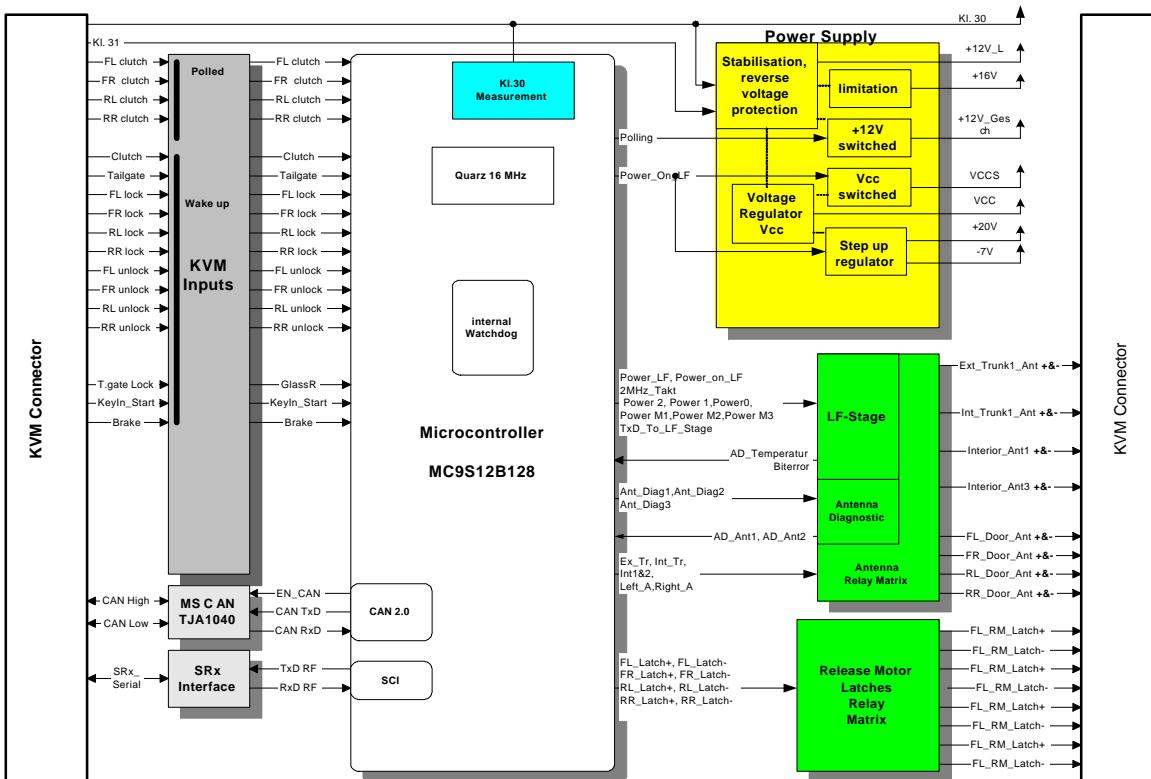 Kl. 30
Kl. 31
KVM Connector
FL clutch
FR clutch
RL clutch
RR clutch
Clutch
Tailgate
FL lock
FR lock
RL lock
RR lock
FL unlock
FR unlock
RL unlock
RR unlock
T.gate Lock
KeyIn_Start
Brake
CAN High
CAN Low
SRx_
Serial
Polled
Wake up
KVM
Inputs
MS C AN
TJA1040
SRx
Interface
FL clutch
FR clutch
RL clutch
RR clutch
Clutch
Tailgate
FL lock
FR lock
RL lock
RR lock
FL unlock
FR unlock
RL unlock
RR unlock
GlassR
KeyIn_Start
Brake
EN_CAN
CAN TxD
CAN RxD
TxD RF
RxD RF
Kl.30
Measurement
Quarz 16 MHz
internal
Watchdog
Microcontroller
MC9S12B128
CAN 2.0
SCI
Polling
Power_On_LF
Power Supply
Stabilisation,
reverse
voltage
protection
limitation
+12V
switched
Vcc
switched
Voltage
Regulator
Vcc
Step up
regulator
+12V_L
+16V
+12V_Ges
ch
VCCS
VCC
+20V
-7V
Power_LF, Power_on_LF
2MHz_Takt
Power 2, Power 1,Power0,
Power M1,Power M2,Power M3
TxD_To_LF_Stage
AD_Temperatur
Biterror
Ant_Diag1,Ant_Diag2
Ant_Diag3
AD_Ant1, AD_Ant2
Ex_Tr, Int_Tr,
Int1&2,
Left_A,Right_A
LF-Stage
Antenna
Diagnostic
Antenna
Relay Matrix
Ext_Trunk1_Ant +&-
Int_Trunk1_Ant +&-
Interior_Ant1 +&-
Interior_Ant3 +&-
FL_Door_Ant +&-
FR_Door_Ant +&-
RL_Door_Ant +&-
RR_Door_Ant +&-
FL_Latch+, FL_Latch-
FR_Latch+, FR_Latch-
RL_Latch+, RL_Latch-
RR_Latch+, RR_Latch-
Release Motor
Latches
Relay
Matrix
FL_RM_Latch+
FL_RM_Latch-
FL_RM_Latch+
FL_RM_Latch-
FL_RM_Latch+
FL_RM_Latch-
FL_RM_Latch+
FL_RM_Latch-
KVM Connector